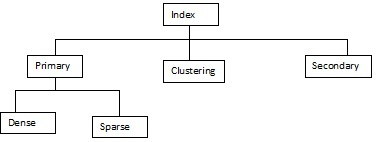 Index
Primary
Clustering
Secondary
Dense
Sparse